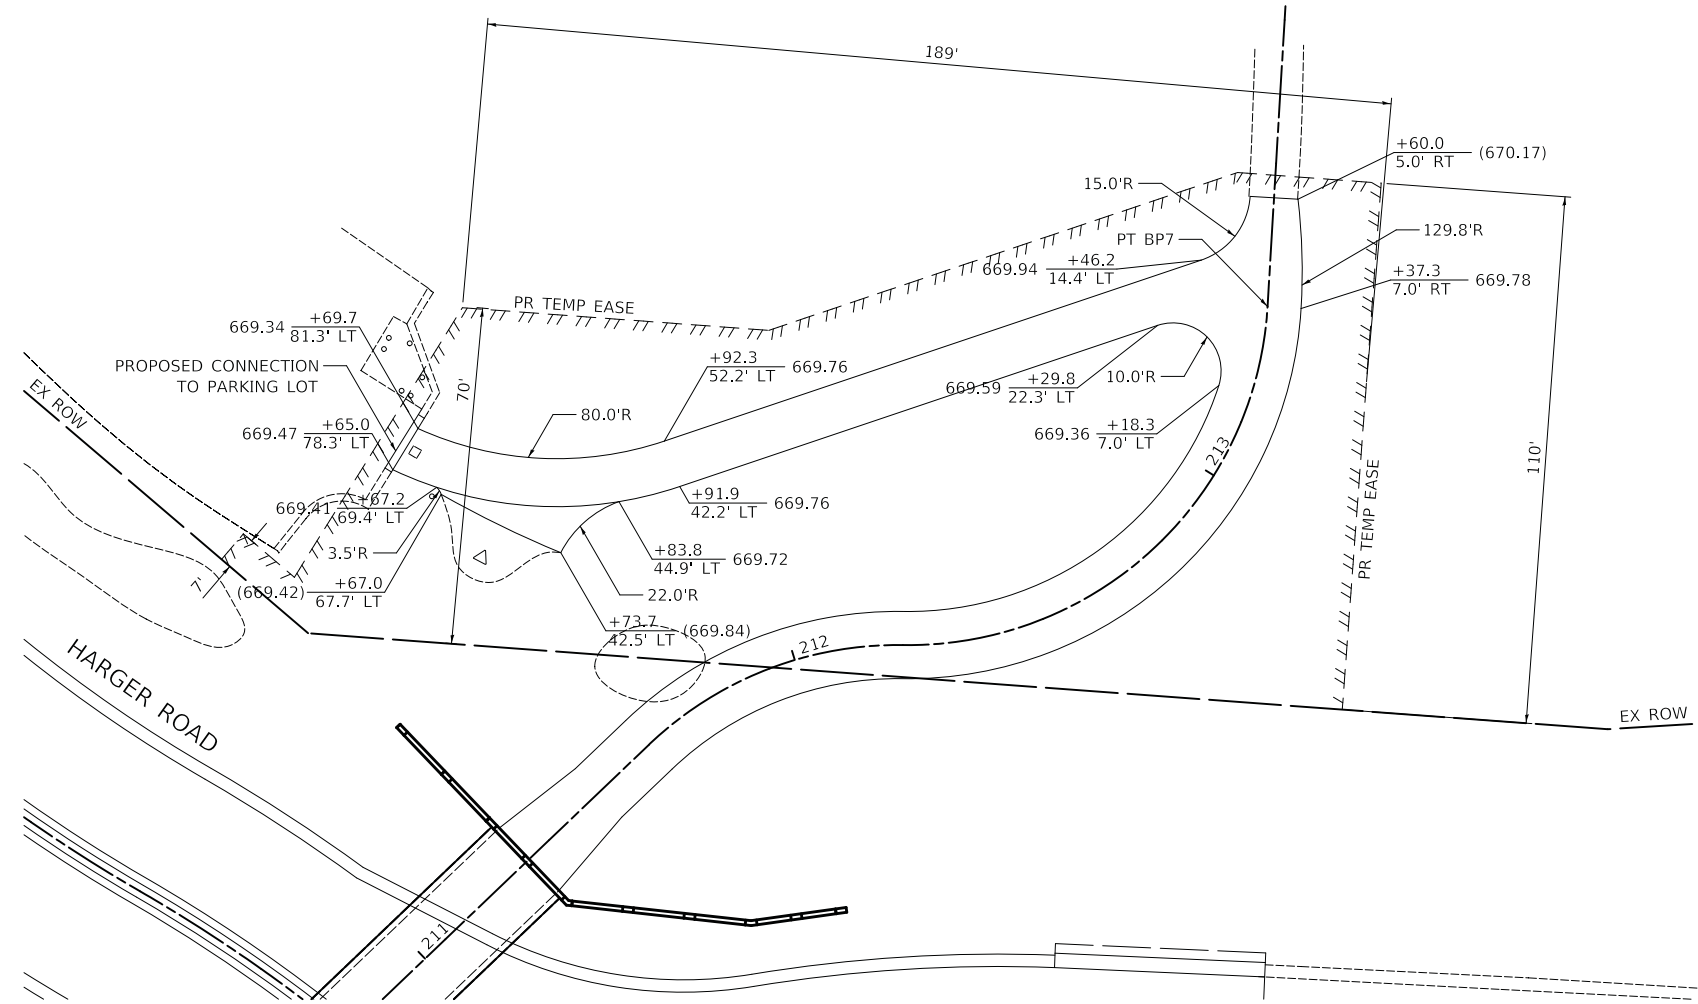 189'
+60.0
5.0' RT (670.17)
15.0'R
129.8'R
PT BP7
669.94 +46.2
14.4' LT
+37.3
7.0' RT 669.78
PR TEMP EASE
669.34 +69.7
81.3' LT
PROPOSED CONNECTION
TO PARKING LOT
EX ROW
70'
+92.3
52.2' LT 669.76
669.59 +29.8
22.3' LT
10.0'R
80.0'R
669.47 +65.0
78.3' LT
669.36 +18.3
7.0' LT
213
110'
PR TEMP EASE
669.41 +67.2
69.4' LT
+91.9
42.2' LT 669.76
3.5'R
7'
7'
+83.8
44.9' LT 669.72
(669.42) +67.0
67.7' LT
22.0'R
+73.7
42.5' LT (669.84)
212
HARGER ROAD
EX ROW
211